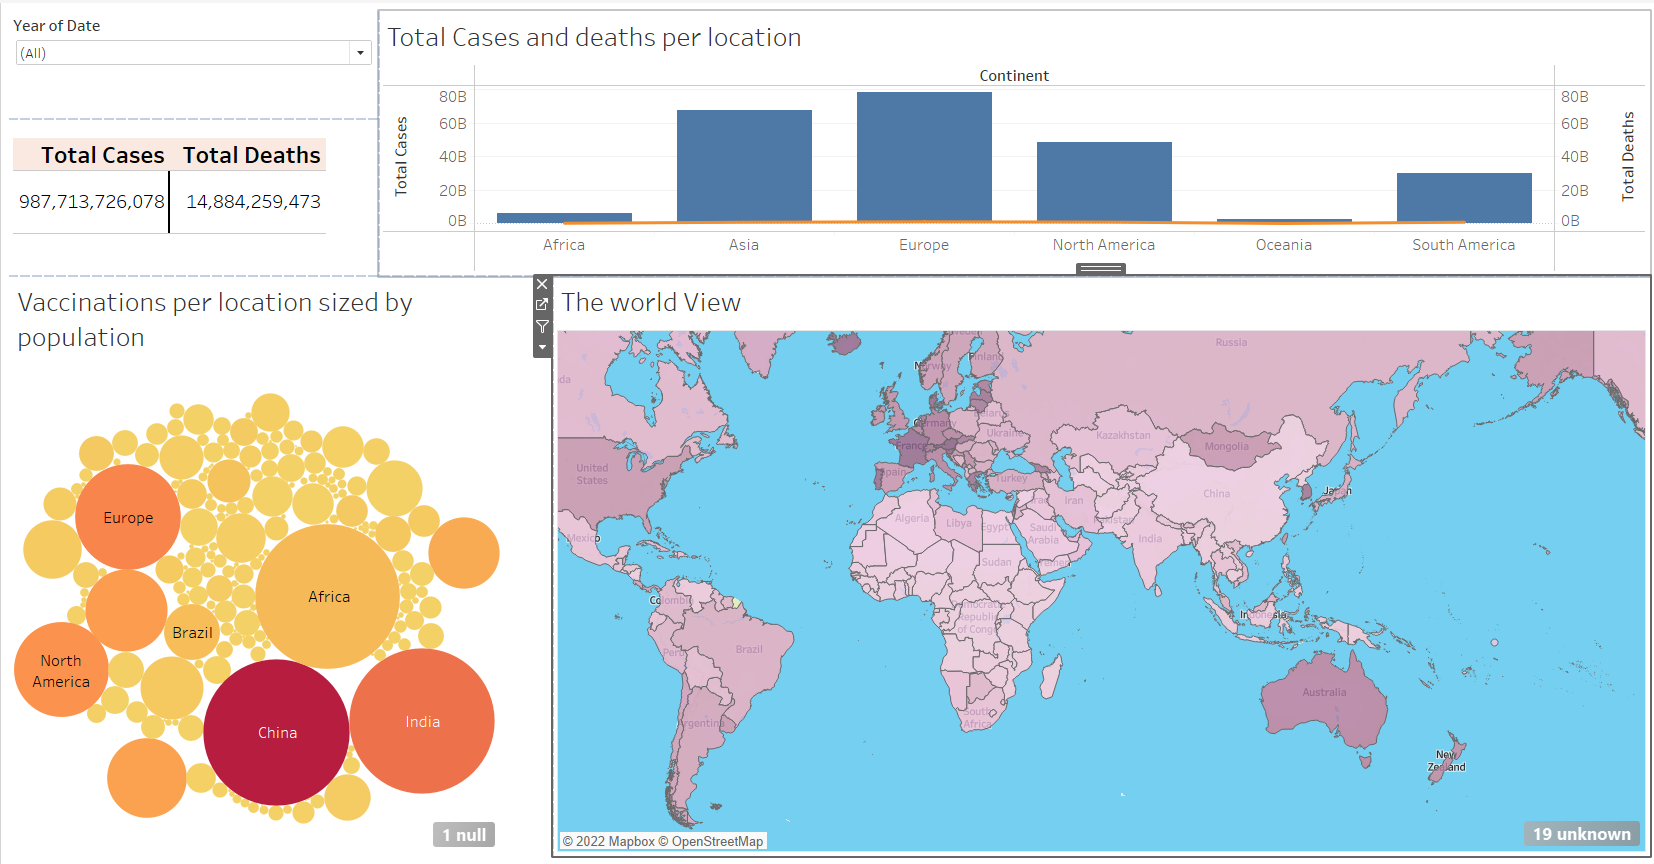 Year of Date
(All)
Total Cases and deaths per location
Continent
Total Cases
80B
60B
40B
20B
0B
80B
60B
40B
20B
0B
Total Deaths
Africa
Asia
Europe
North America
Oceania
South America
Total Cases Total Deaths
987,713,726,078 14,884,259,473
Vaccinations per location sized by
population
Europe
Africa
Brazil
North
America
China
India
1 null
The world View
Russia
Norway
Finland
Germany
Ukraine
France
Spain
Turkey
Kazakhstan
Mongolia
China
Japan
Iran
India
Algeria
Libya
Egypt
Saudi
Arabia
Sudan
Yemen
United
States
Mexico
Colombia
Peru
Brazil
Argentina
South
Africa
Indonesia
Australia
New
Zealand
© 2022 Mapbox © OpenStreetMap
19 unknown